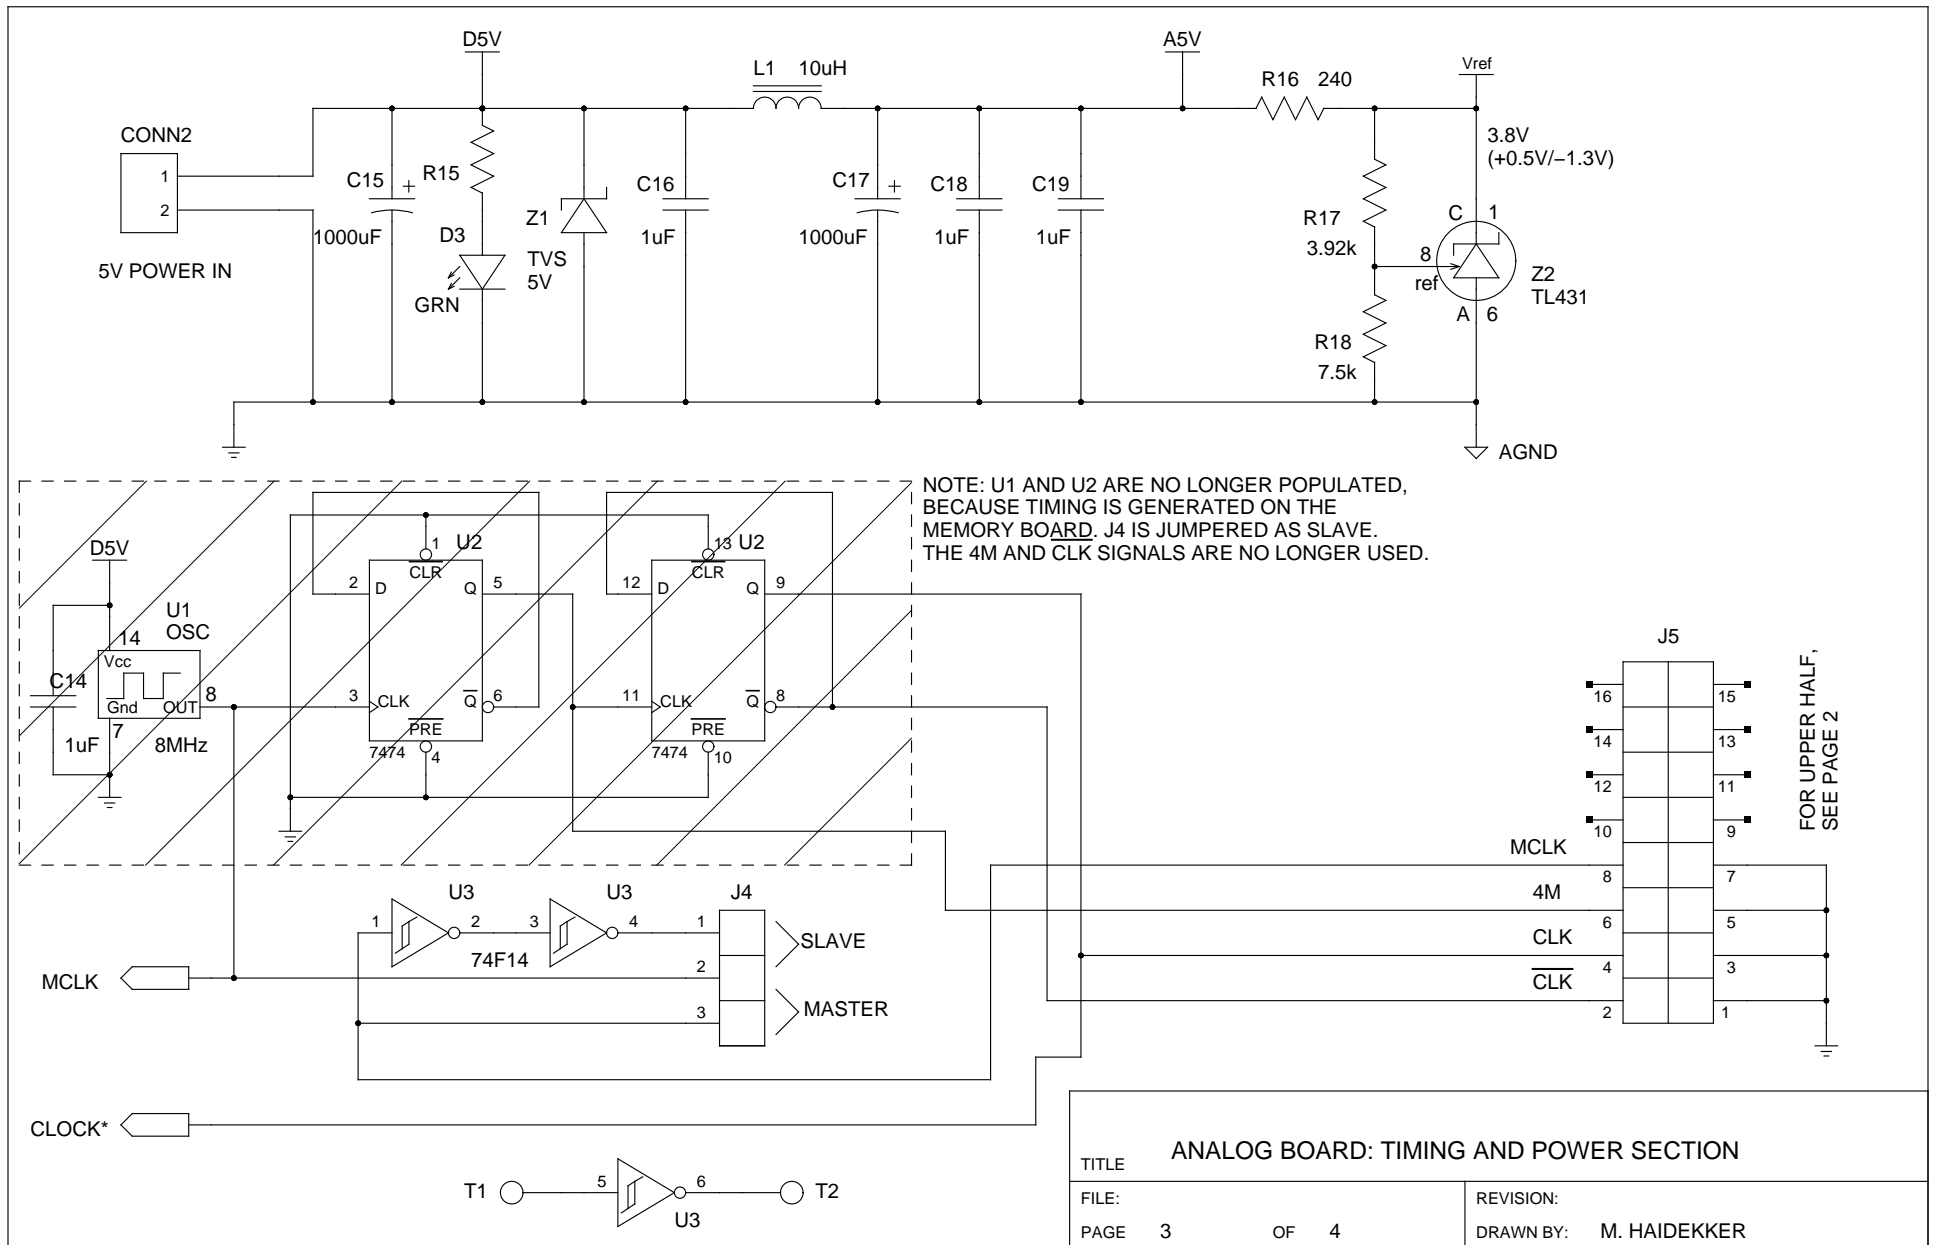 D5V
A5V
Vref
L1 10uH
R16 240
CONN2
1
2
5V POWER IN
C15
+
1000uF
R15
D3
GRN
Z1
TVS
5V
C16
1uF
C17
+
1000uF
C18
1uF
C19
1uF
3.8V
(+0.5V/−1.3V)
R17
3.92k
R18
7.5k
C 1
8
ref
A 6
Z2
TL431
AGND
NOTE: U1 AND U2 ARE NO LONGER POPULATED,
BECAUSE TIMING IS GENERATED ON THE
MEMORY BOARD. J4 IS JUMPERED AS SLAVE.
THE 4M AND CLK SIGNALS ARE NO LONGER USED.
D5V
U1
OSC
14
Vcc
Gnd
OUT
8
7
8MHz
C14
1uF
1
U2
CLR
2
D
Q
5
3
CLK
Q
6
PRE
7474
4
13
U2
CLR
12
D
Q
9
11
CLK
Q
8
PRE
7474
10
J5
16 15
14 13
12 11
10 9
MCLK
8 7
4M
6 5
CLK
4 3
CLK
2 1
FOR UPPER HALF,
SEE PAGE 2
U3
1 2
U3
3 4
74F14
J4
1
2
3
SLAVE
MASTER
MCLK
CLOCK*
T1
5 6
U3
T2
TITLE ANALOG BOARD: TIMING AND POWER SECTION
FILE:
REVISION:
PAGE 3 OF 4
DRAWN BY: M. HAIDEKKER